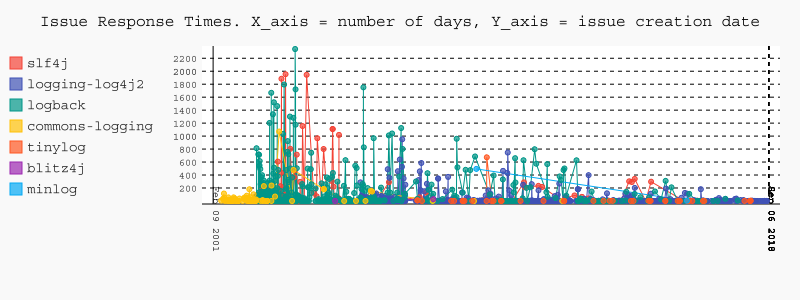 Issue Response Times. X_axis = number of days, Y_axis = issue creation date
slf4j
logging-log4j2
logback
commons-logging
tinylog
blitz4j
minlog
2200
2000
1800
1600
1400
1200
1000
800
600
400
200
09 2001
06 2018